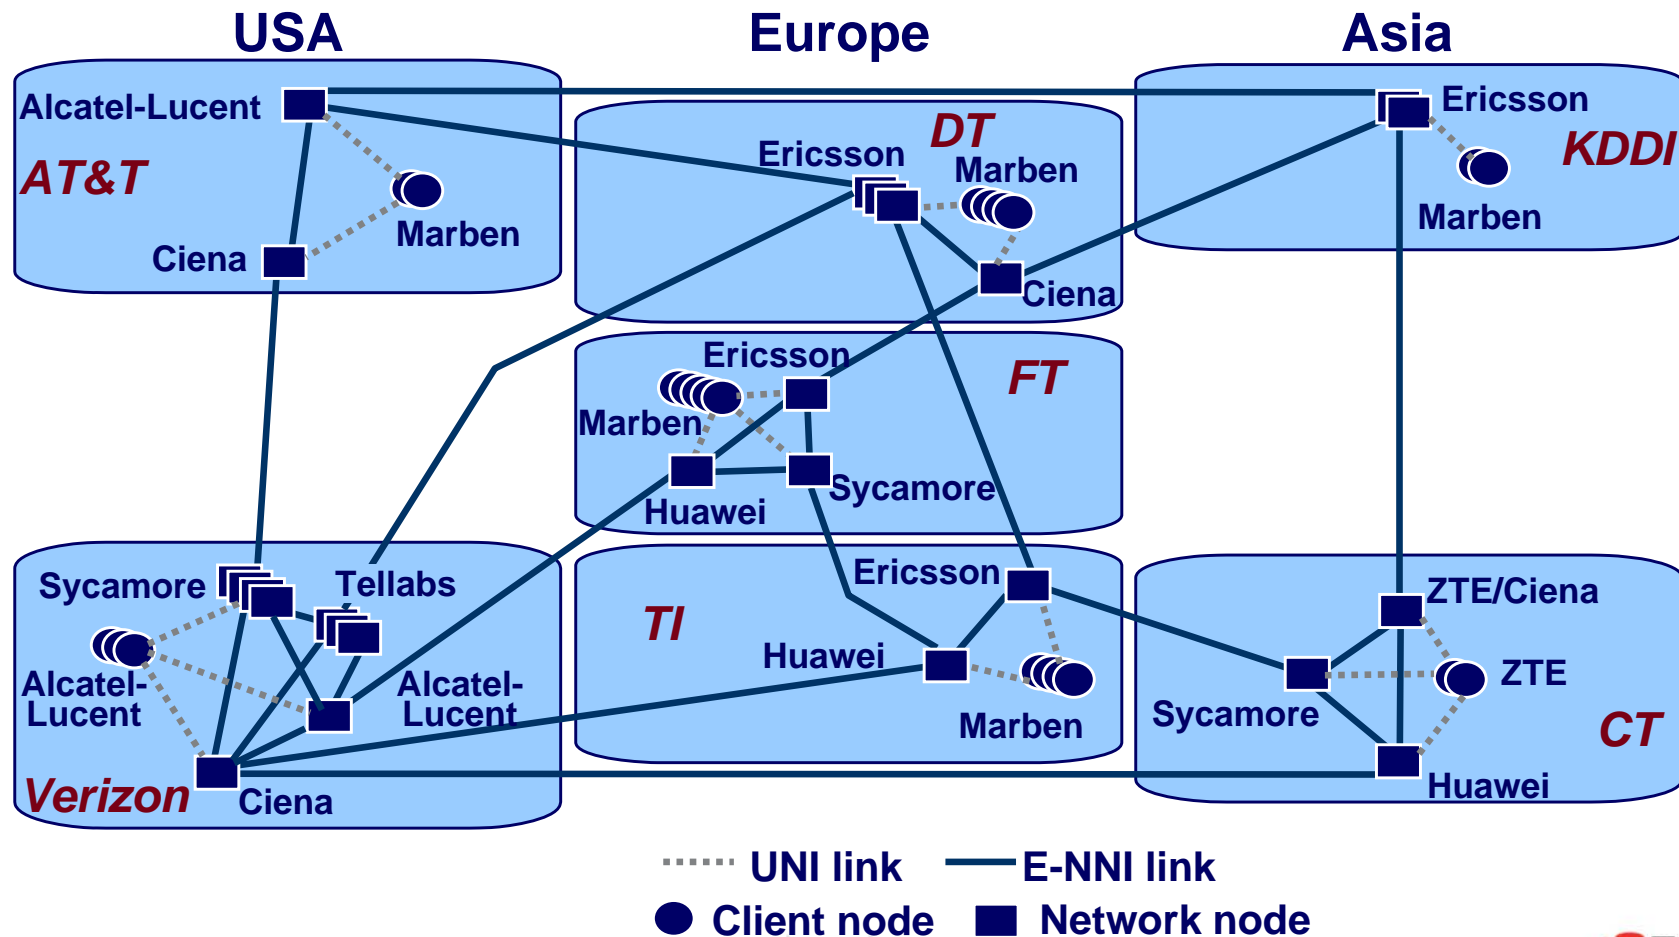 USA
Europe
Asia
Alcatel-Lucent
AT&T
Marben
Ciena
Ericsson
DT
Marben
Ciena
Ericsson
KDDI
Marben
Ericsson
FT
Marben
Sycamore
Huawei
Sycamore
Tellabs
Alcatel-
Lucent
Alcatel-
Lucent
Verizon
Ciena
Ericsson
TI
Huawei
Marben
ZTE/Ciena
ZTE
Sycamore
CT
Huawei
UNI link
E-NNI link
Client node
Network node